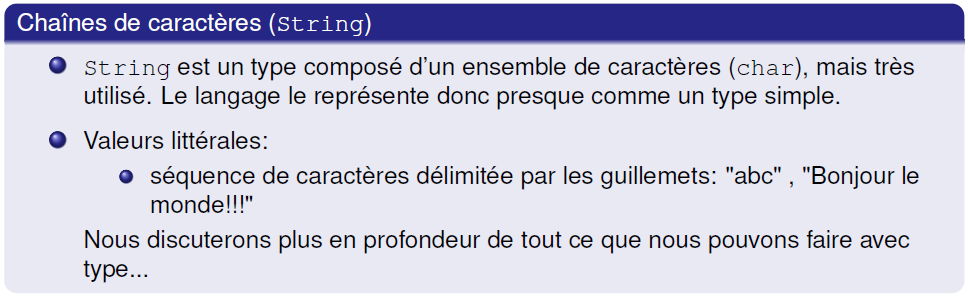 Chaînes de caractères (String)
String est un type composé d'un ensemble de caractères (char), mais très
utilisé. Le langage le représente donc presque comme un type simple.
Valeurs littérales:
séquence de caractères délimitée par les guillemets: "abc" , "Bonjour le
monde!!!"
Nous discuterons plus en profondeur de tout ce que nous pouvons faire avec
type...